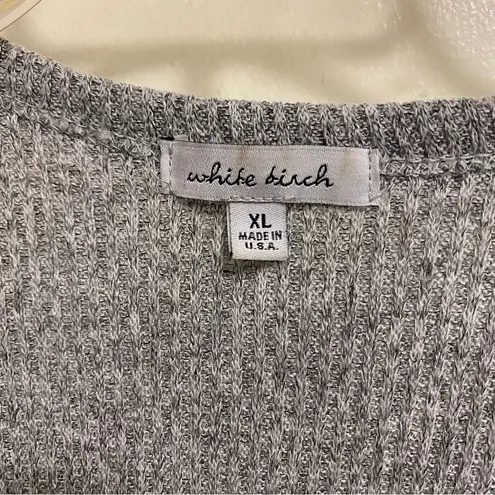 white birch
XL
MADE IN
U.S.A.